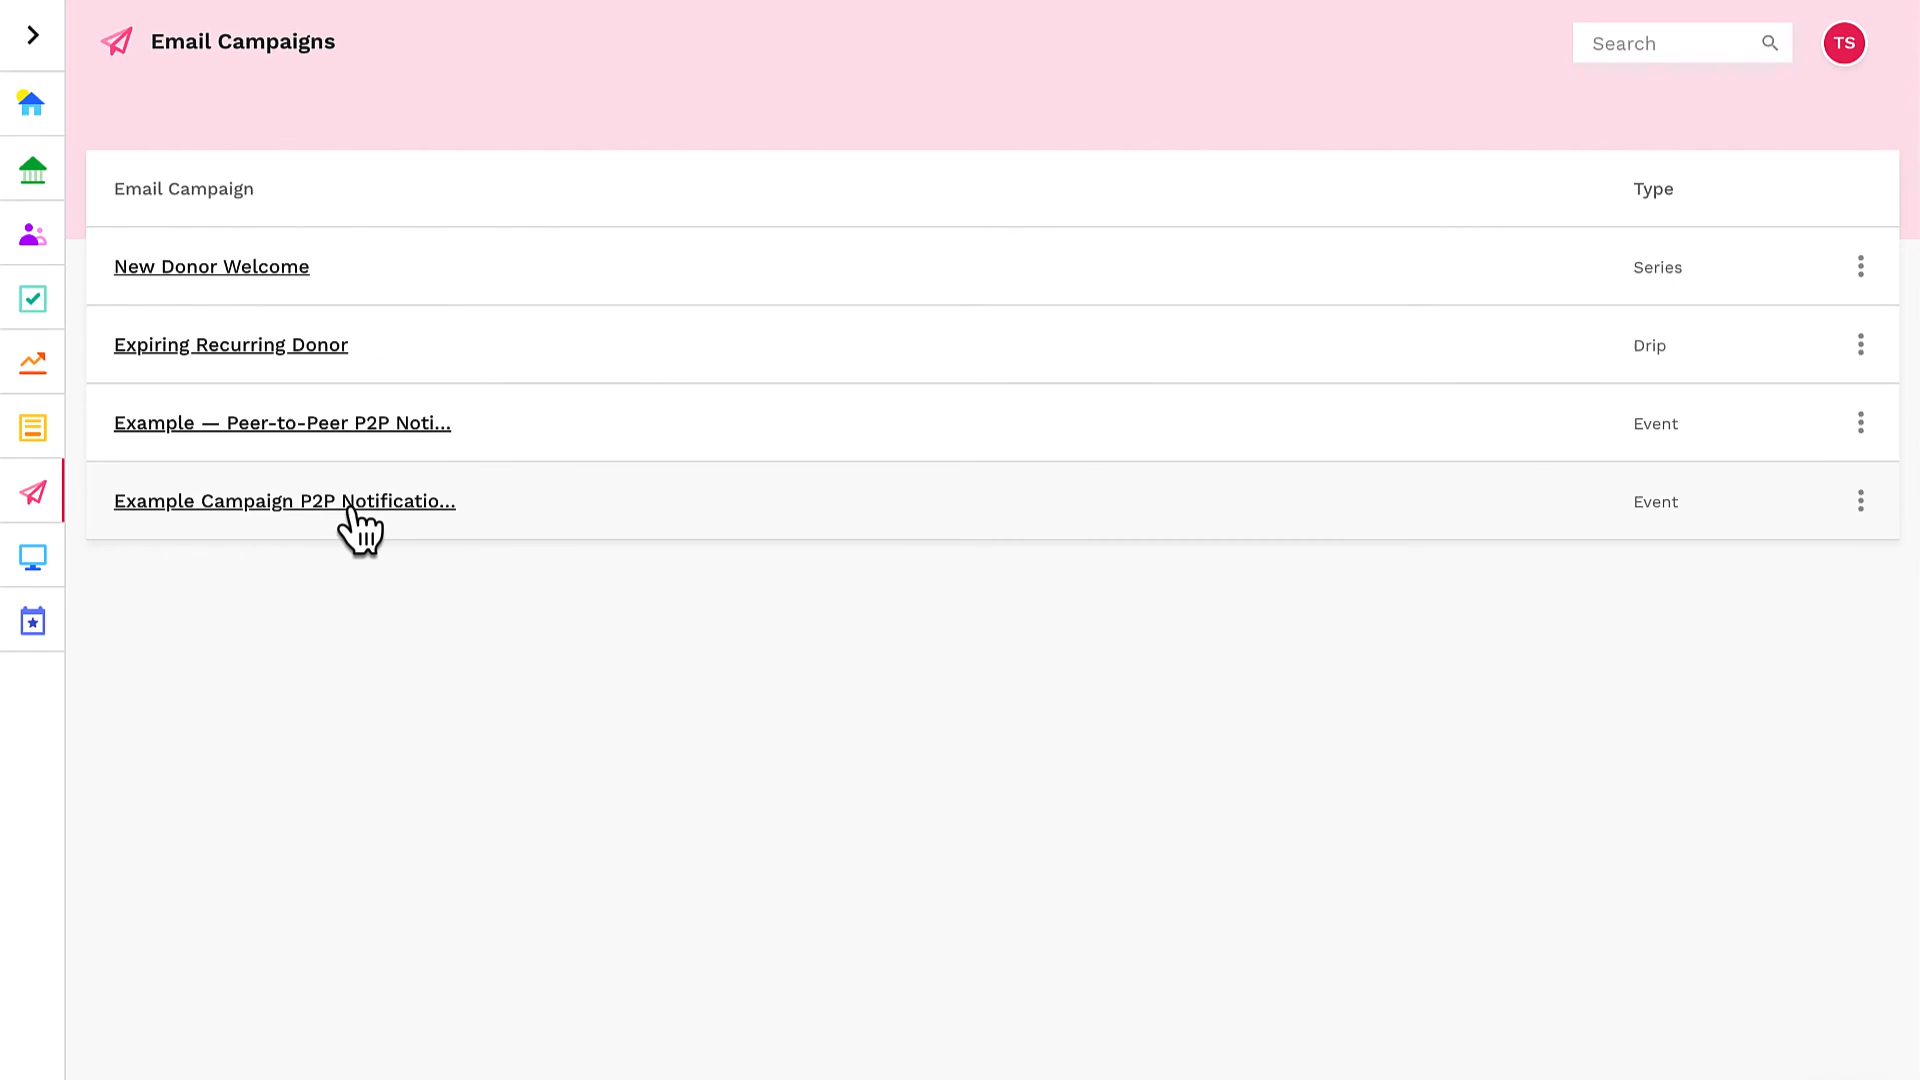 Email Campaigns
Search
TS
Email Campaign Type
New Donor Welcome Series
Expiring Recurring Donor Drip
Example — Peer-to-Peer P2P Noti... Event
Example Campaign P2P Notificatio... Event